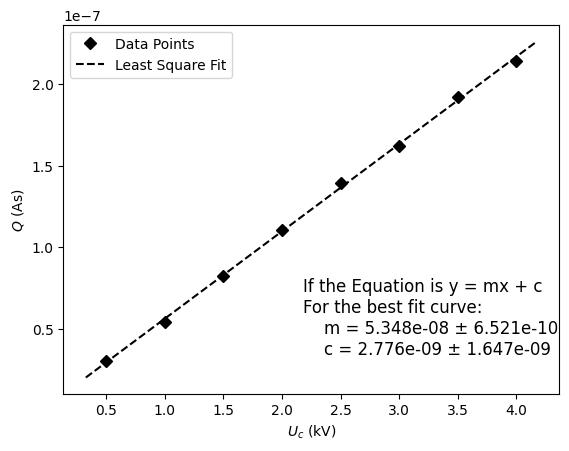 1e−7
Data Points
Least Square Fit
2.0
1.5
1.0
0.5
Q (As)
If the Equation is y = mx + c
For the best fit curve:
m = 5.348e-08 ± 6.521e-10
c = 2.776e-09 ± 1.647e-09
0.5 1.0 1.5 2.0 2.5 3.0 3.5 4.0
U_c (kV)